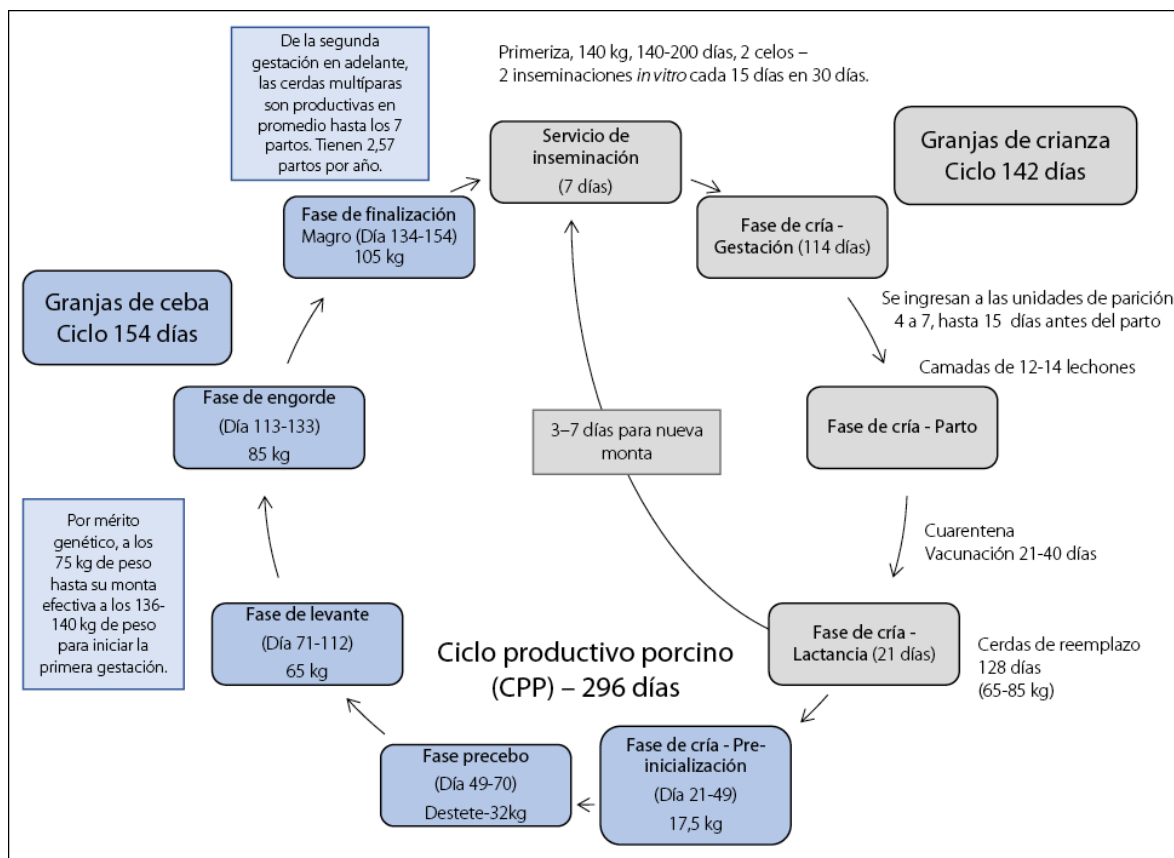 De la segunda
gestación en adelante,
las cerdas multíparas
son productivas en
promedio hasta los 7
partos. Tienen 2,57
partos por año.
Primeriza, 140 kg, 140-200 días, 2 celos –
2 inseminaciones in vitro cada 15 días en 30 días.
Servicio de
inseminación
(7 días)
Granjas de crianza
Ciclo 142 días
Fase de cría -
Gestación (114 días)
Se ingresan a las unidades de parición
4 a 7, hasta 15 días antes del parto
Camadas de 12-14 lechones
Fase de cría - Parto
Cuarentena
Vacunación 21-40 días
Fase de cría -
Lactancia (21 días)
Cerdas de reemplazo
128 días
(65-85 kg)
3–7 días para nueva
monta
Ciclo productivo porcino
(CPP) – 296 días
Fase de cría - Pre-
inicialización
(Día 21-49)
17,5 kg
Fase precebo
(Día 49-70)
Destete-32kg
Fase de levante
(Día 71-112)
65 kg
Por mérito
genético, a los
75 kg de peso
hasta su monta
efectiva a los 136-
140 kg de peso
para iniciar la
primera gestación.
Fase de engorde
(Día 113-133)
85 kg
Granjas de ceba
Ciclo 154 días
Fase de finalización
Magro (Día 134-154)
105 kg